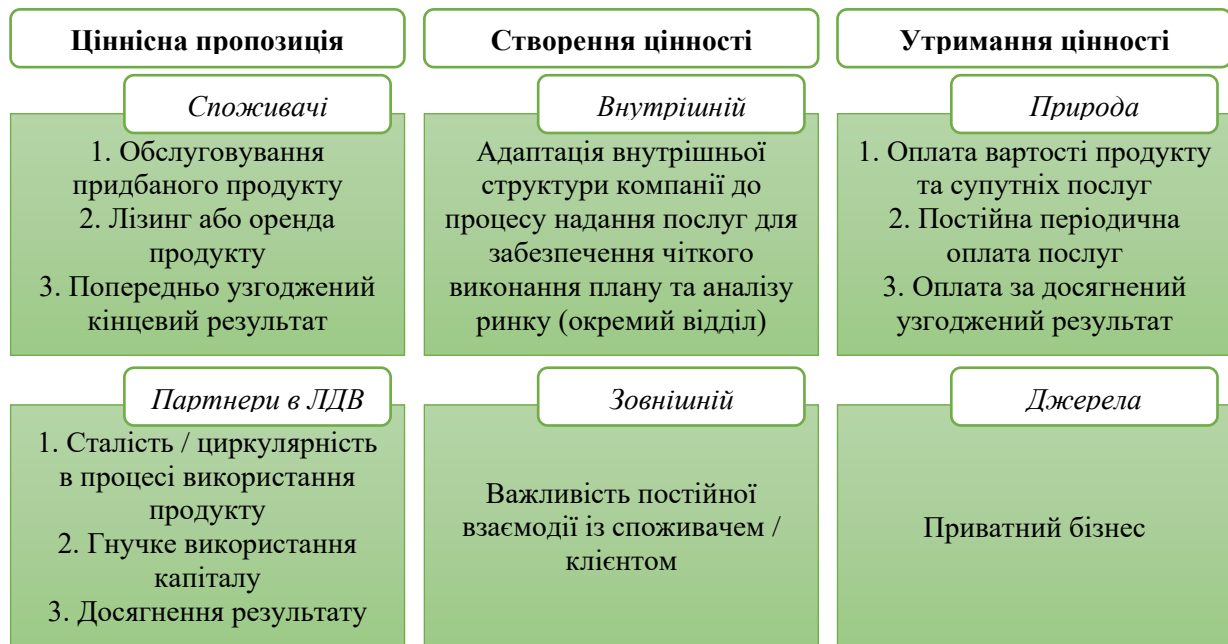 Ціннісна пропозиція
Створення цінності
Утримання цінності
Споживачі
1. Обслуговування
придбаного продукту
2. Лізинг або оренда
продукту
3. Попередньо узгоджений
кінцевий результат
Внутрішній
Адаптація внутрішньої
структури компанії до
процесу надання послуг для
забезпечення чіткого
виконання плану та аналізу
ринку (окремий відділ)
Природа
1. Оплата вартості продукту
та супутніх послуг
2. Постійна періодична
оплата послуг
3. Оплата за досягнений
узгоджений результат
Партнери в ЛДВ
1. Сталість / циркулярність
в процесі використання
продукту
2. Гнучке використання
капіталу
3. Досягнення результату
Зовнішній
Важливість постійної
взаємодії із споживачем /
клієнтом
Джерела
Приватний бізнес